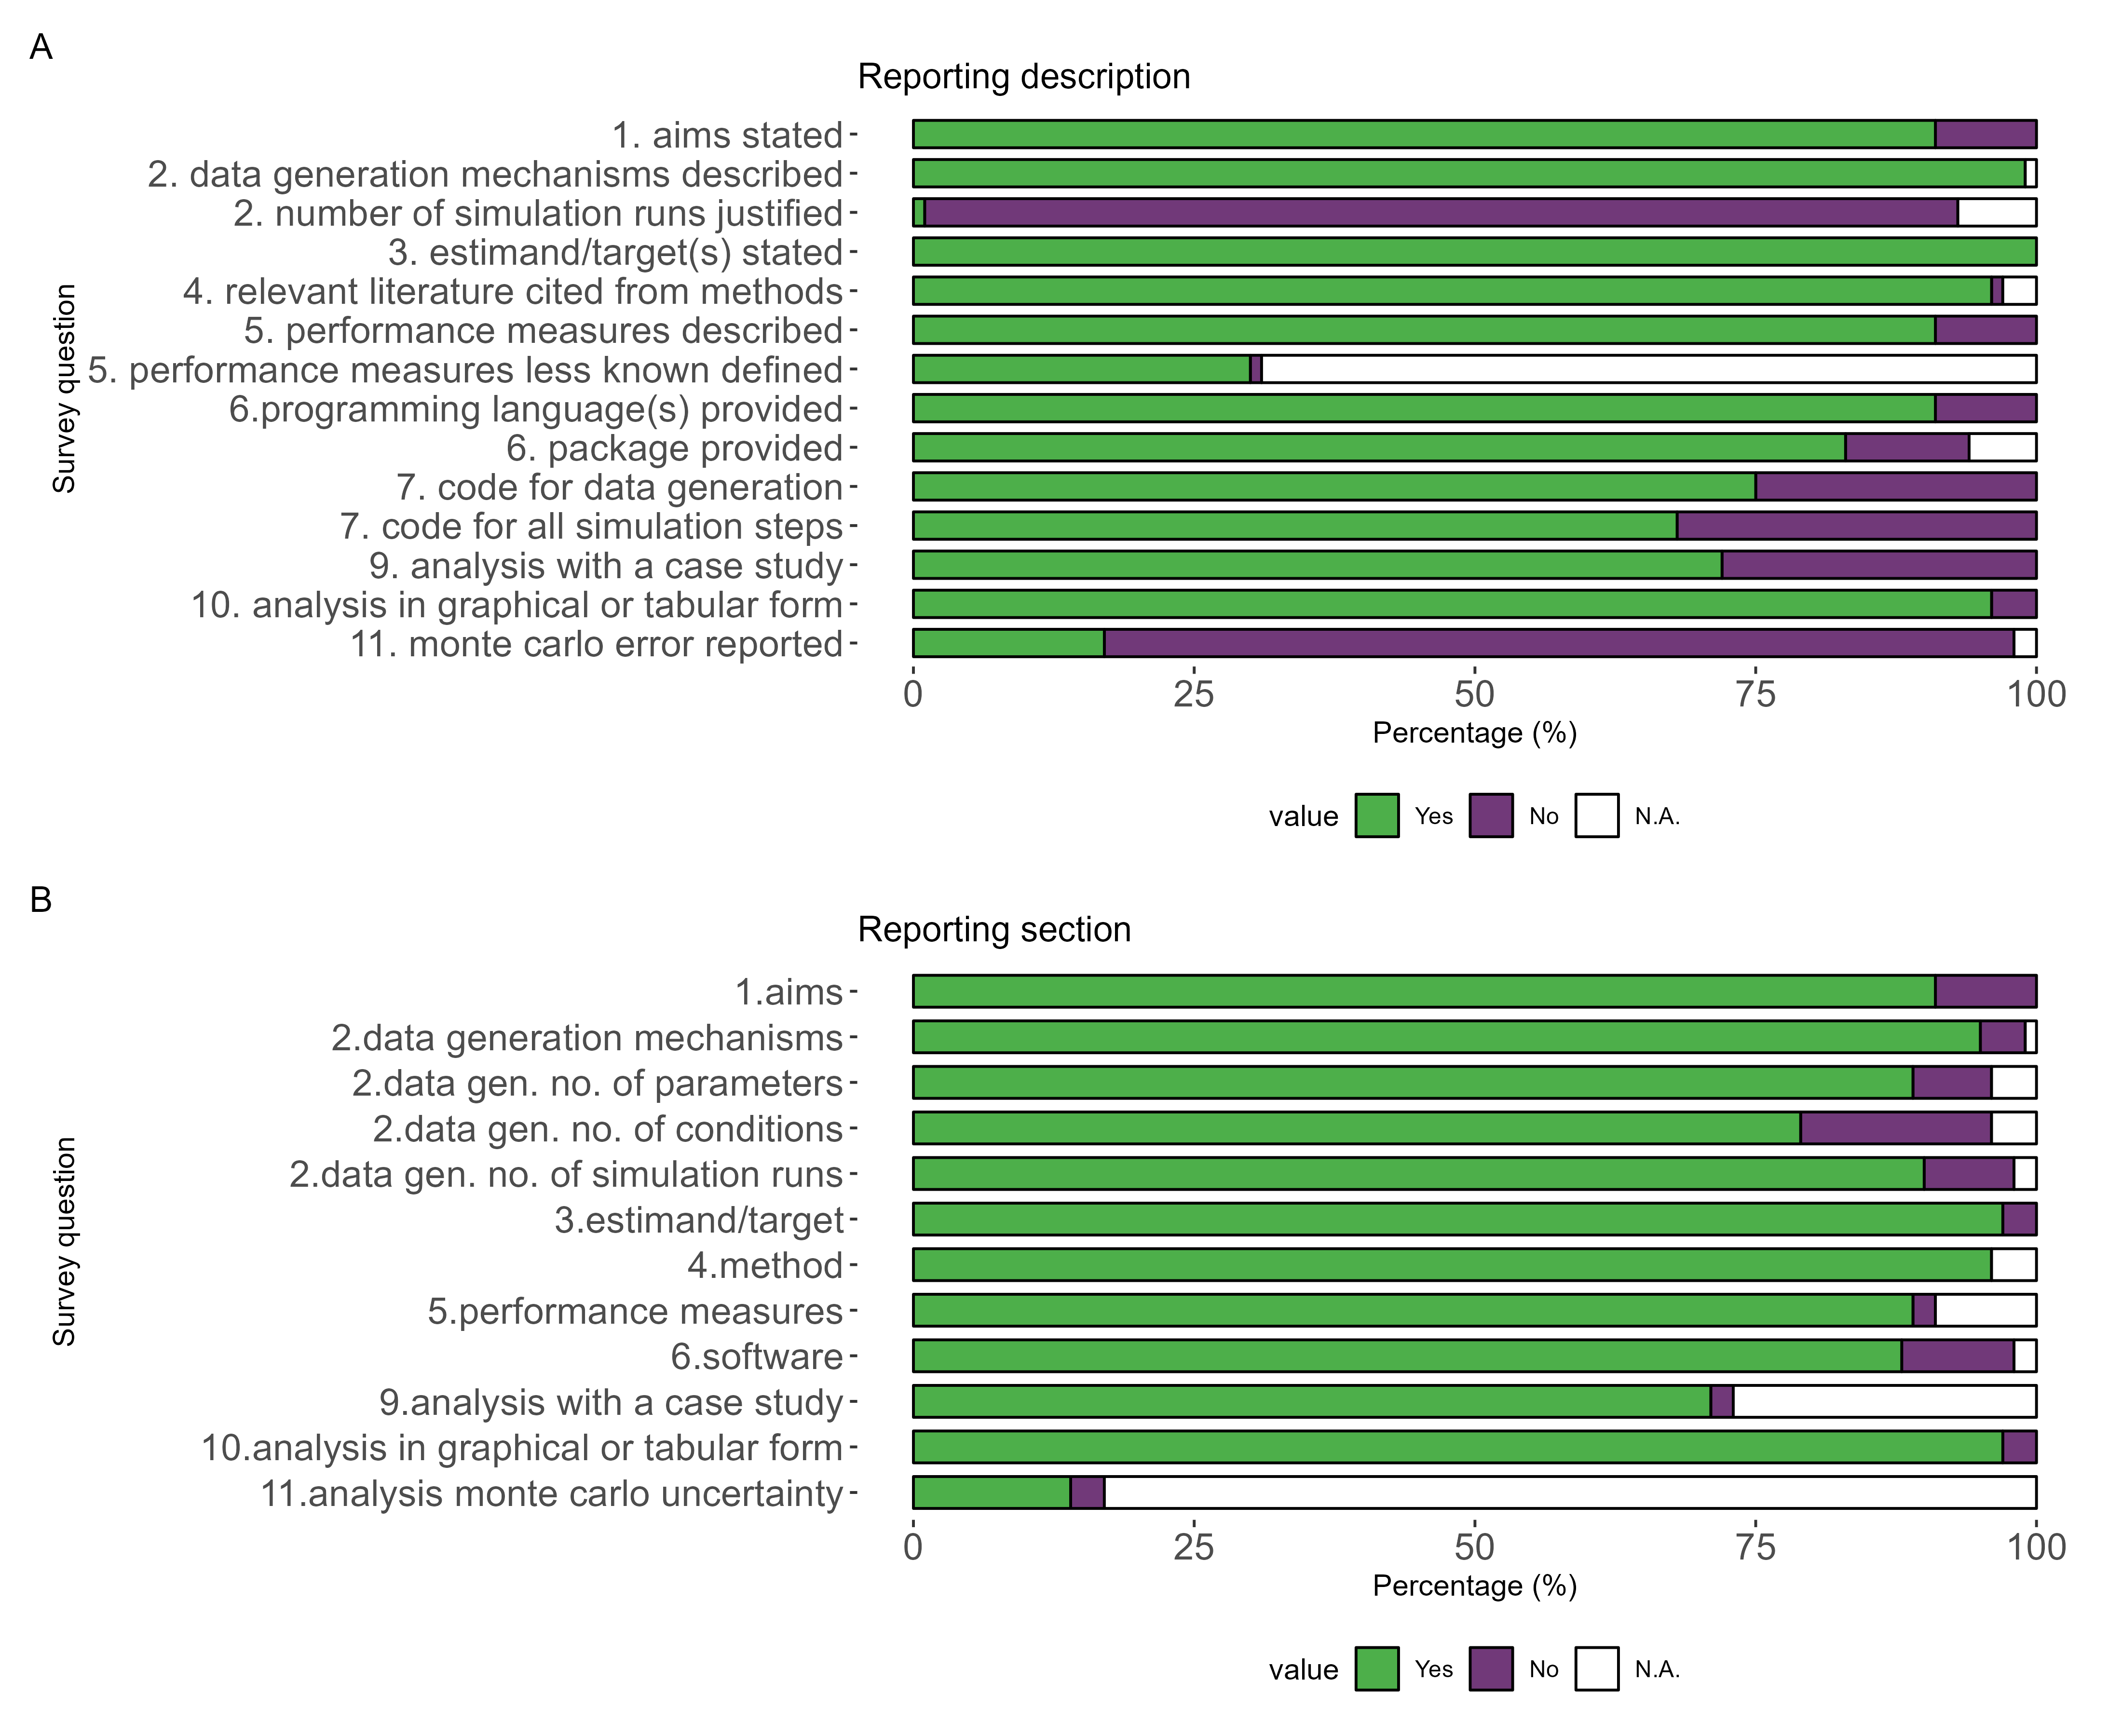 A
Reporting description
Survey question
1. aims stated
2. data generation mechanisms described
2. number of simulation runs justified
3. estimand/target(s) stated
4. relevant literature cited from methods
5. performance measures described
5. performance measures less known defined
6.programming language(s) provided
6. package provided
7. code for data generation
7. code for all simulation steps
9. analysis with a case study
10. analysis in graphical or tabular form
11. monte carlo error reported
0 25 50 75 100
Percentage (%)
value Yes No N.A.
B
Reporting section
Survey question
1.aims
2.data generation mechanisms
2.data gen. no. of parameters
2.data gen. no. of conditions
2.data gen. no. of simulation runs
3.estimand/target
4.method
5.performance measures
6.software
9.analysis with a case study
10.analysis in graphical or tabular form
11.analysis monte carlo uncertainty
0 25 50 75 100
Percentage (%)
value Yes No N.A.